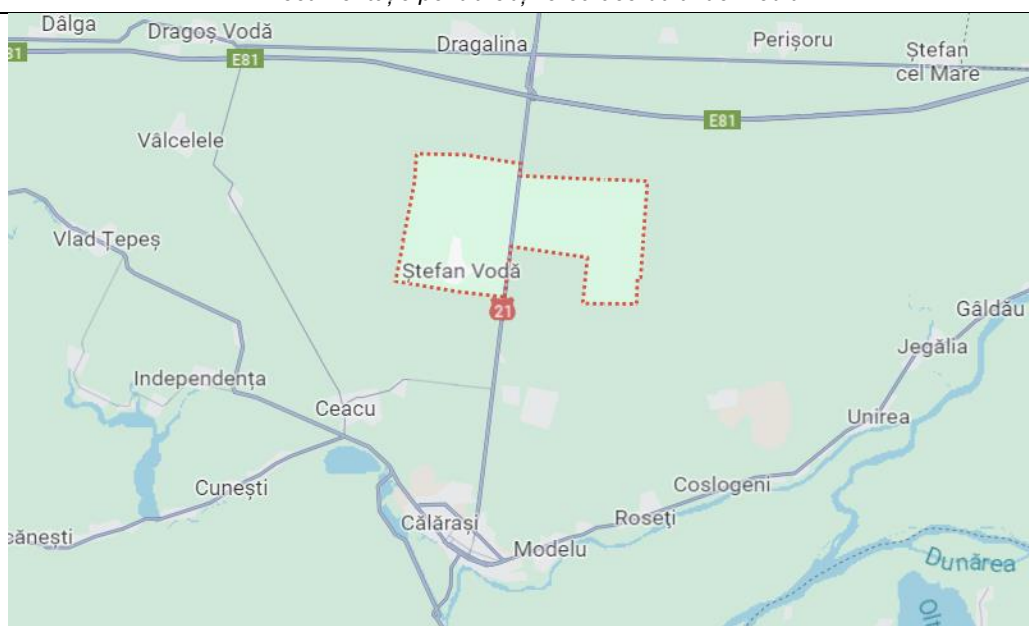 Dâlga
Dragoș Vodă
Dragalina
Perișoru
Ștefan
cel Mare
E81
E81
Vâlcelele
Vlad Țepeș
Ștefan Vodă
21
Gâldău
Jegălia
Independența
Ceacu
Unirea
Cunești
Coslogeni
Roseți
Călărași
Modelu
Dunărea